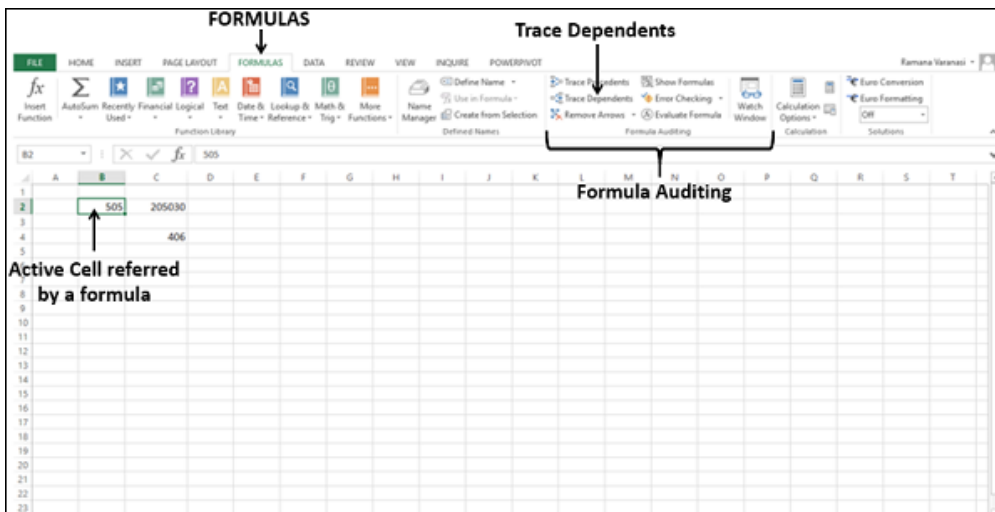 FORMULAS
Trace Dependents
FILE HOME INSERT PAGE LAYOUT FORMULAS DATA REVIEW VIEW INQUIRE POWERPIVOT Ramana Varanasi
fx Insert Function
Σ AutoSum
Recently Used
Financial
? Logical
A Text
Date & Time
Lookup & Reference
θ Math & Trig
More Functions
Function Library
Name Manager
Define Name
Use in Formula
Create from Selection
Defined Names
Trace Precedents
Trace Dependents
Remove Arrows
Show Formulas
Error Checking
Evaluate Formula
Formula Auditing
Watch Window
Calculation Options
Calculation
Euro Conversion
Euro Formatting
Off
Solutions
B2 fx 505
A B C D E F G H I J K L M N O P Q R S T
Formula Auditing
1
2 505 205030
3
4 406
5
Active Cell referred
by a formula
8
9
10
11
12
13
14
15
16
17
18
19
20
21
22
23